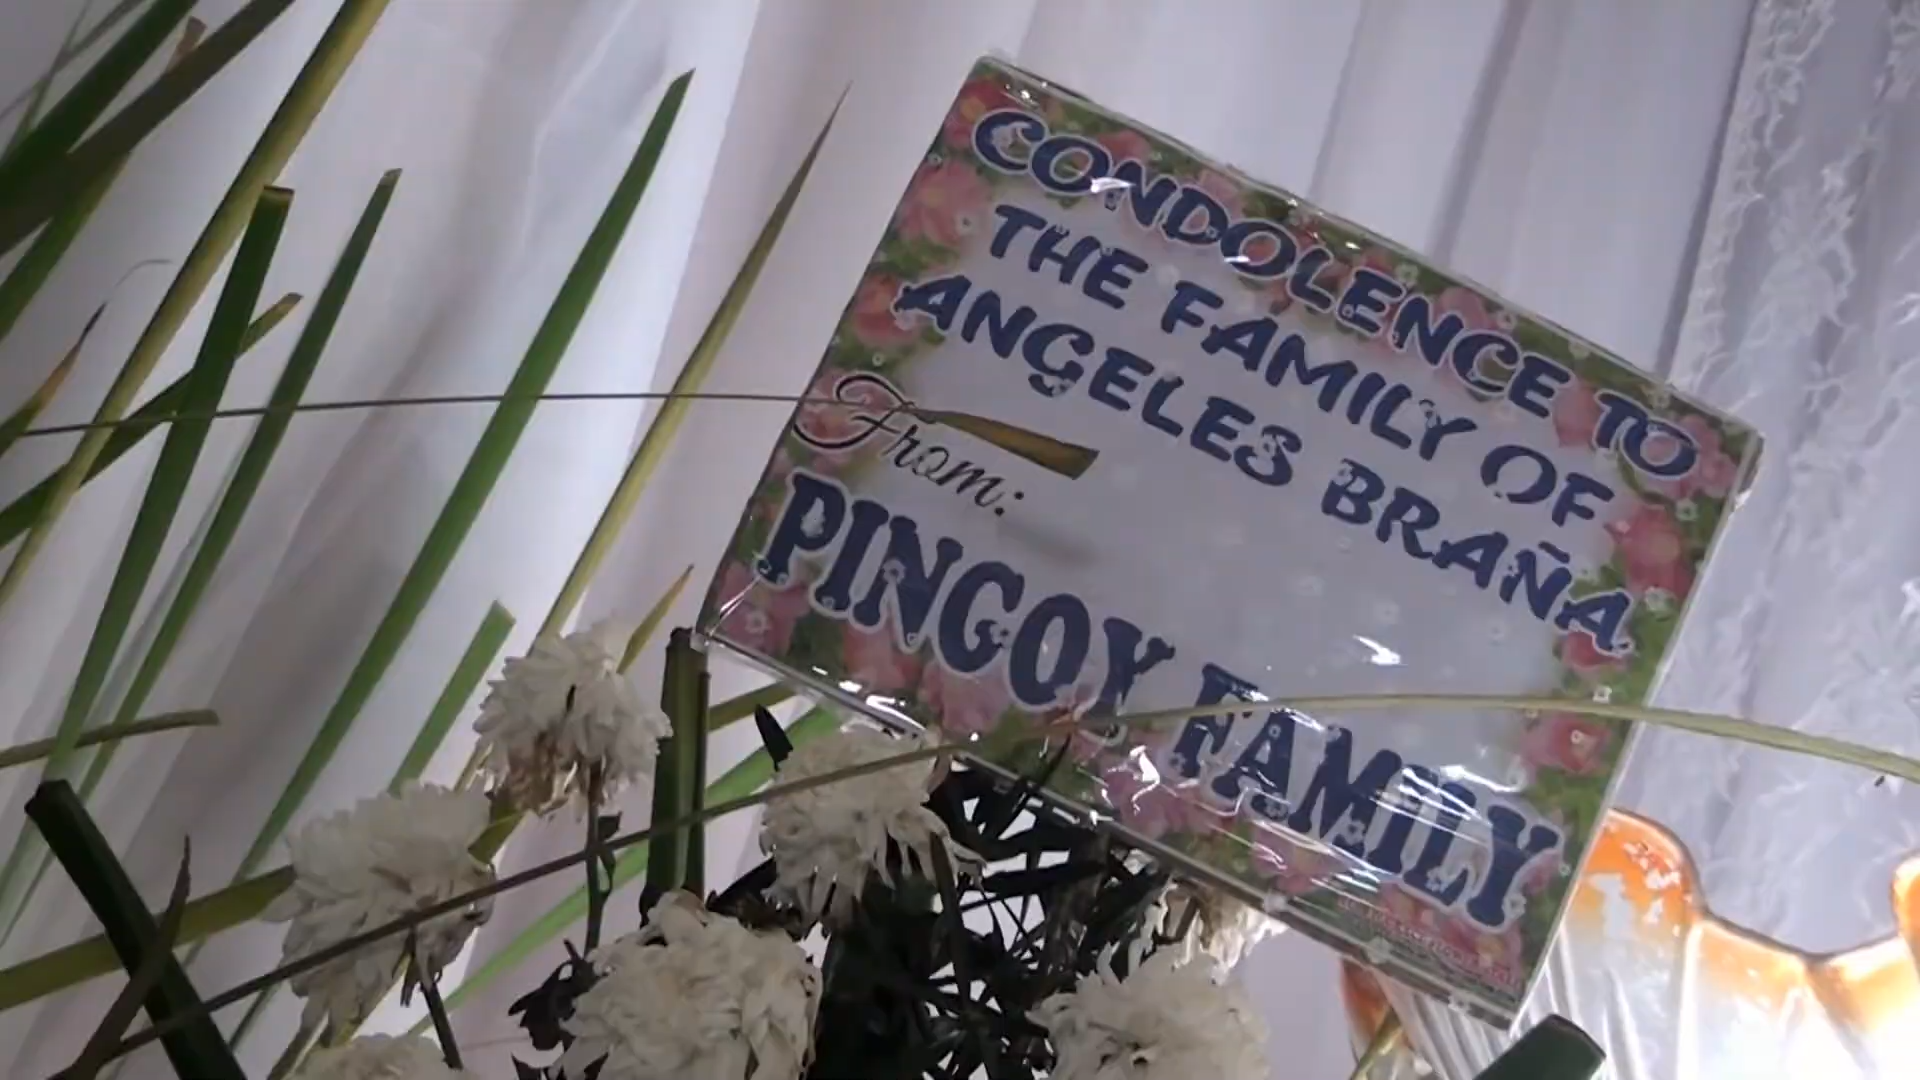 CONDOLENCE TO
THE FAMILY OF
ANGELES BRAÑA.
From:
PINGOY FAMILY